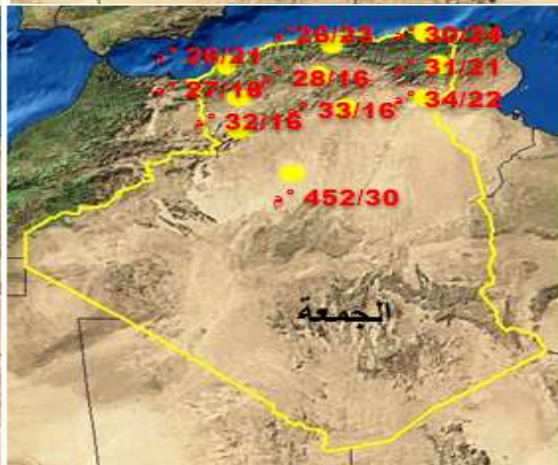 26/23 °م
30/24 °م
26/21 °م
28/16 °م
31/21 °م
27/18 °م
33/16 °م
34/22 °م
32/16 °م
452/30 °م
الجمعة